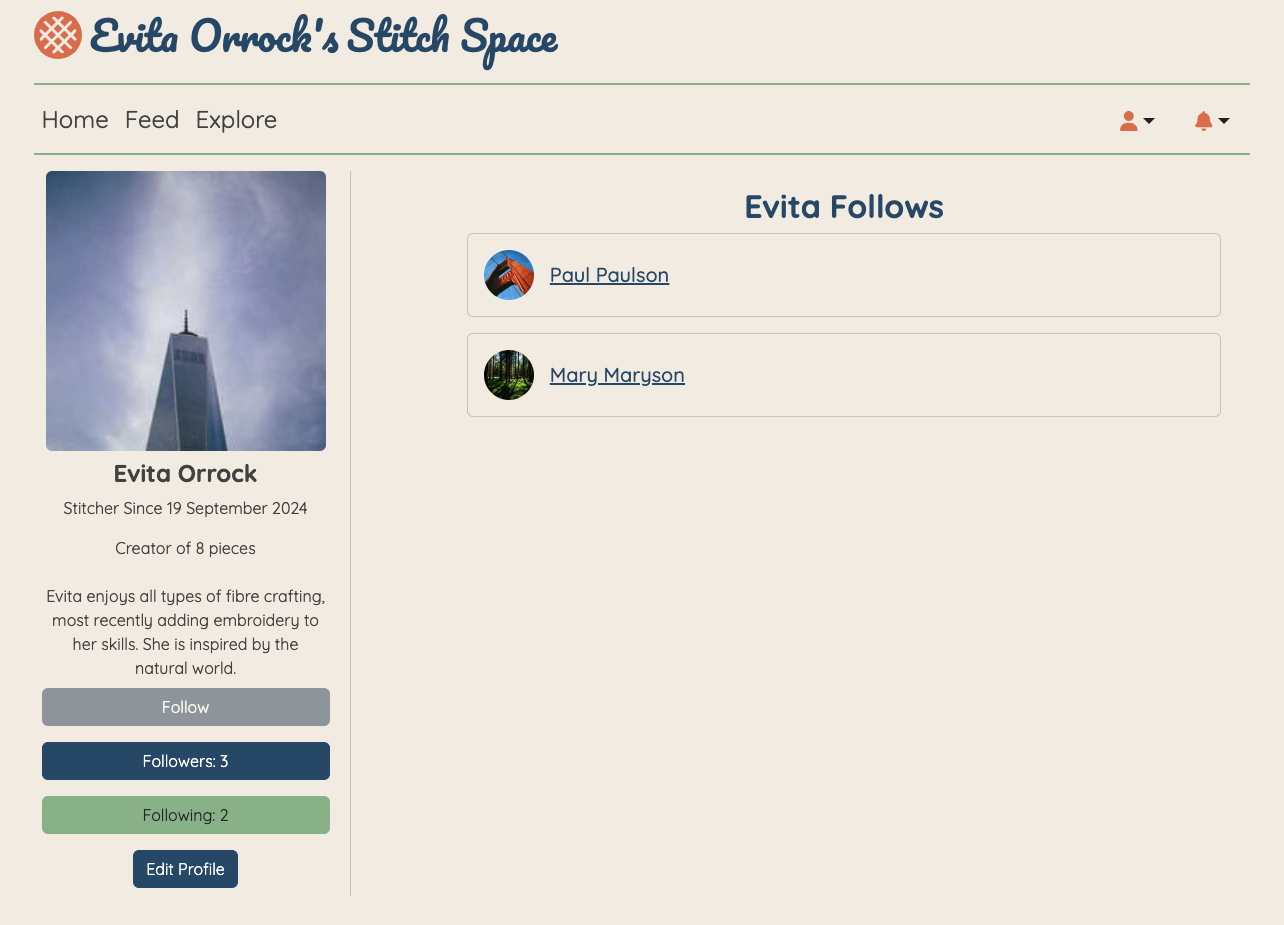 Evita Orrock's Stitch Space
Home Feed Explore
Evita Follows
Paul Paulson
Mary Maryson
Evita Orrock
Stitcher Since 19 September 2024
Creator of 8 pieces
Evita enjoys all types of fibre crafting,
most recently adding embroidery to
her skills. She is inspired by the
natural world.
Follow
Followers: 3
Following: 2
Edit Profile